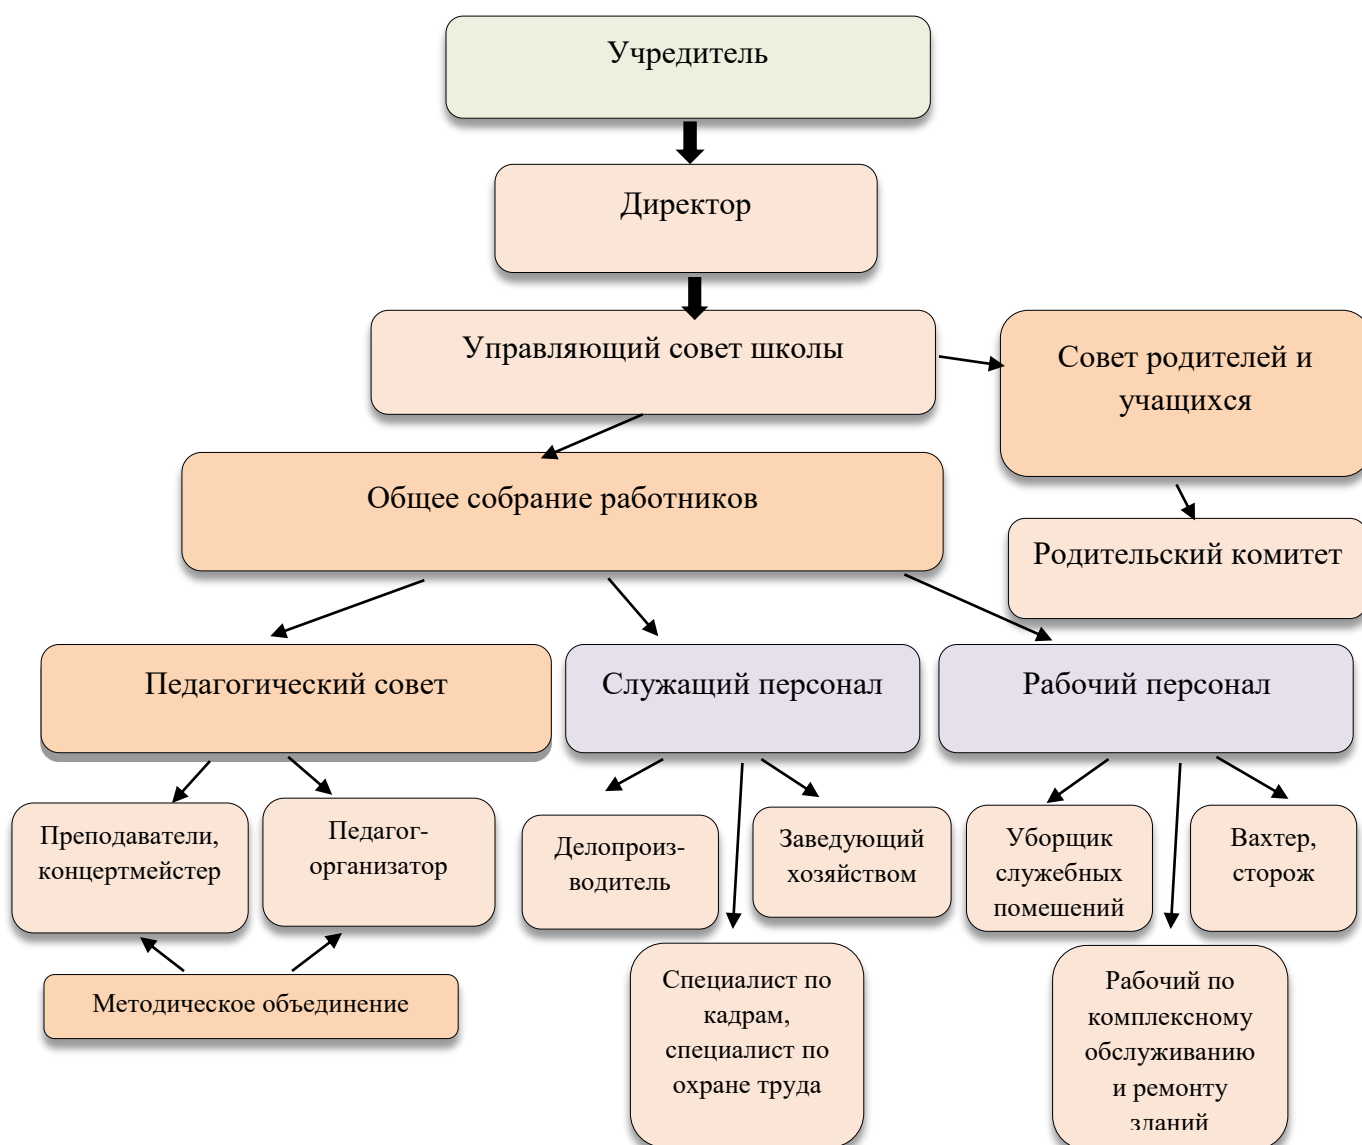 Учредитель
Директор
Управляющий совет школы
Совет родителей и
учащихся
Общее собрание работников
Родительский комитет
Педагогический совет
Служащий персонал
Рабочий персонал
Преподаватели,
концертмейстер
Педагог-
организатор
Делопроиз-
водитель
Заведующий
хозяйством
Уборщик
служебных
помешений
Вахтер,
сторож
Методическое объединение
Специалист по
кадрам,
специалист по
охране труда
Рабочий по
комплексному
обслуживанию
и ремонту
зданий